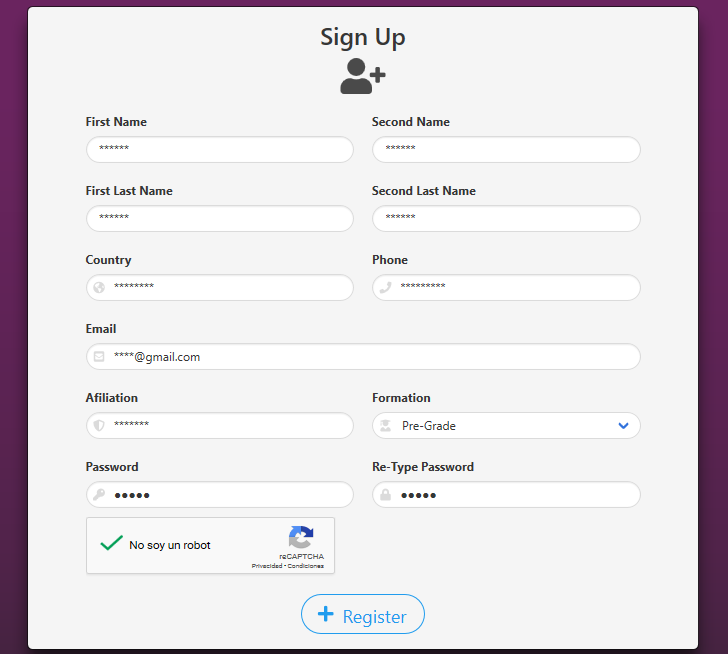 Sign Up
First Name Second Name
****** ******
First Last Name Second Last Name
****** ******
Country Phone
******** *********
Email
****@gmail.com
Afiliation Formation
******* Pre-Grade
Password Re-Type Password
••••• •••••
No soy un robot
reCAPTCHA
Privacidad • Condiciones
+ Register